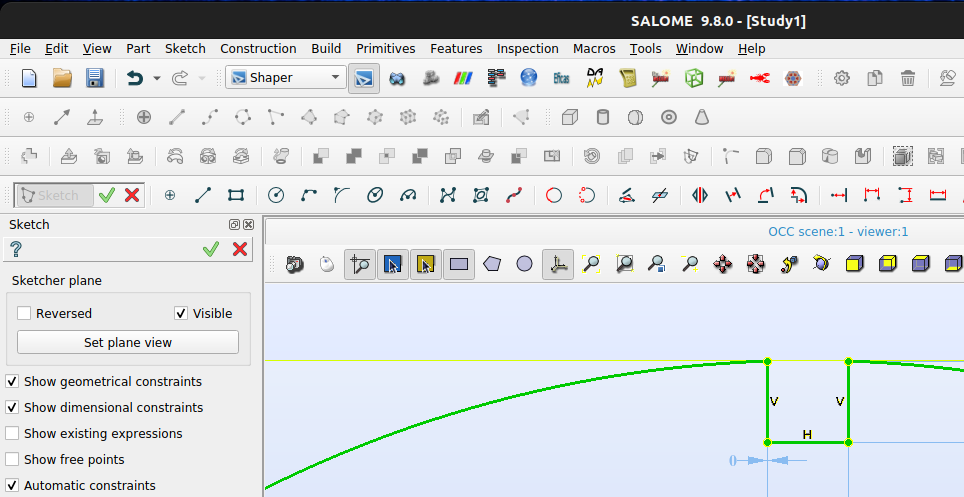 SALOME 9.8.0 - [Study1]
File Edit View Part Sketch Construction Build Primitives Features Inspection Macros Tools Window Help
Shaper
Eficas
DA
Sketch
Sketch
OCC scene:1 - viewer:1
?
Sketcher plane
Reversed Visible
Set plane view
Show geometrical constraints
Show dimensional constraints
Show existing expressions
Show free points
Automatic constraints
V V
H
0